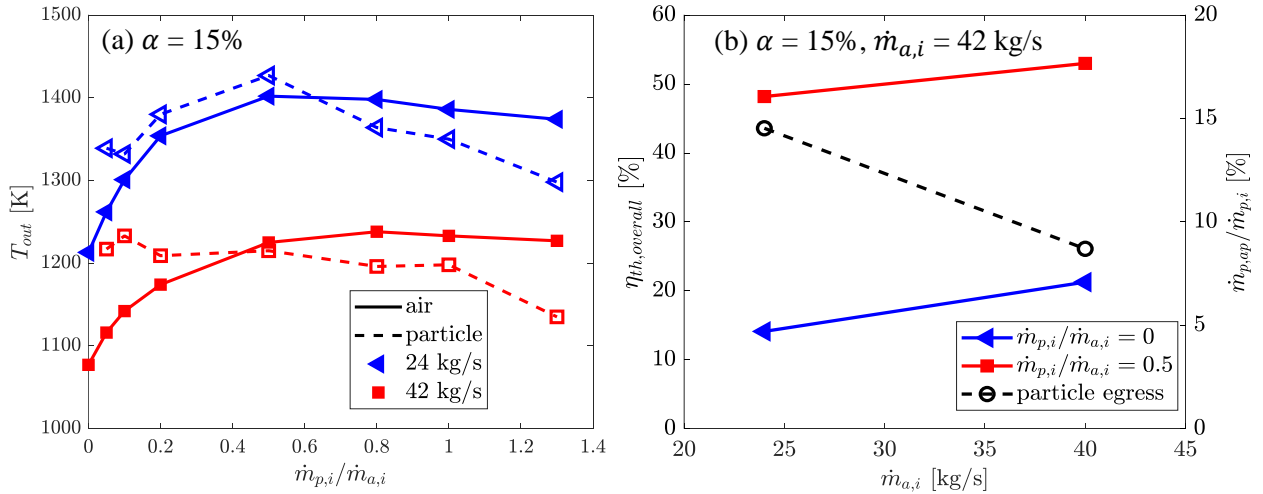 (a) α = 15%
1500
1400
1300
1200
1100
1000
T_out [K]
0 0.2 0.4 0.6 0.8 1 1.2 1.4
ṁ_p,i/ṁ_a,i
air
particle
24 kg/s
42 kg/s
(b) α = 15%, ṁ_a,i = 42 kg/s
60
50
40
30
20
10
0
η_th,overall [%]
20
15
10
5
0
ṁ_p,ap/ṁ_p,i [%]
20 25 30 35 40 45
ṁ_a,i [kg/s]
ṁ_p,i/ṁ_a,i = 0
ṁ_p,i/ṁ_a,i = 0.5
particle egress